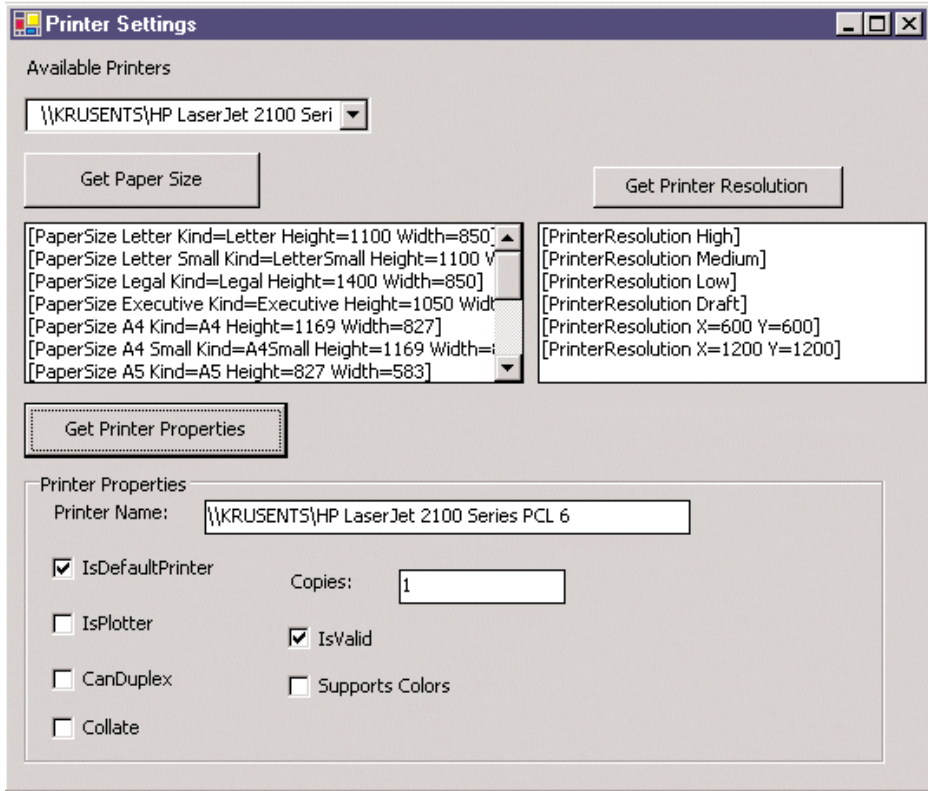 Printer Settings
Available Printers
\\KRUSENTS\HP LaserJet 2100 Seri
Get Paper Size
Get Printer Resolution
[PaperSize Letter Kind=Letter Height=1100 Width=850]
[PaperSize Letter Small Kind=LetterSmall Height=1100 W
[PaperSize Legal Kind=Legal Height=1400 Width=850]
[PaperSize Executive Kind=Executive Height=1050 Widt
[PaperSize A4 Kind=A4 Height=1169 Width=827]
[PaperSize A4 Small Kind=A4Small Height=1169 Width=8
[PaperSize A5 Kind=A5 Height=827 Width=583]
[PrinterResolution High]
[PrinterResolution Medium]
[PrinterResolution Low]
[PrinterResolution Draft]
[PrinterResolution X=600 Y=600]
[PrinterResolution X=1200 Y=1200]
Get Printer Properties
Printer Properties
Printer Name: \\KRUSENTS\HP LaserJet 2100 Series PCL 6
IsDefaultPrinter
Copies: 1
IsPlotter
IsValid
CanDuplex
Supports Colors
Collate